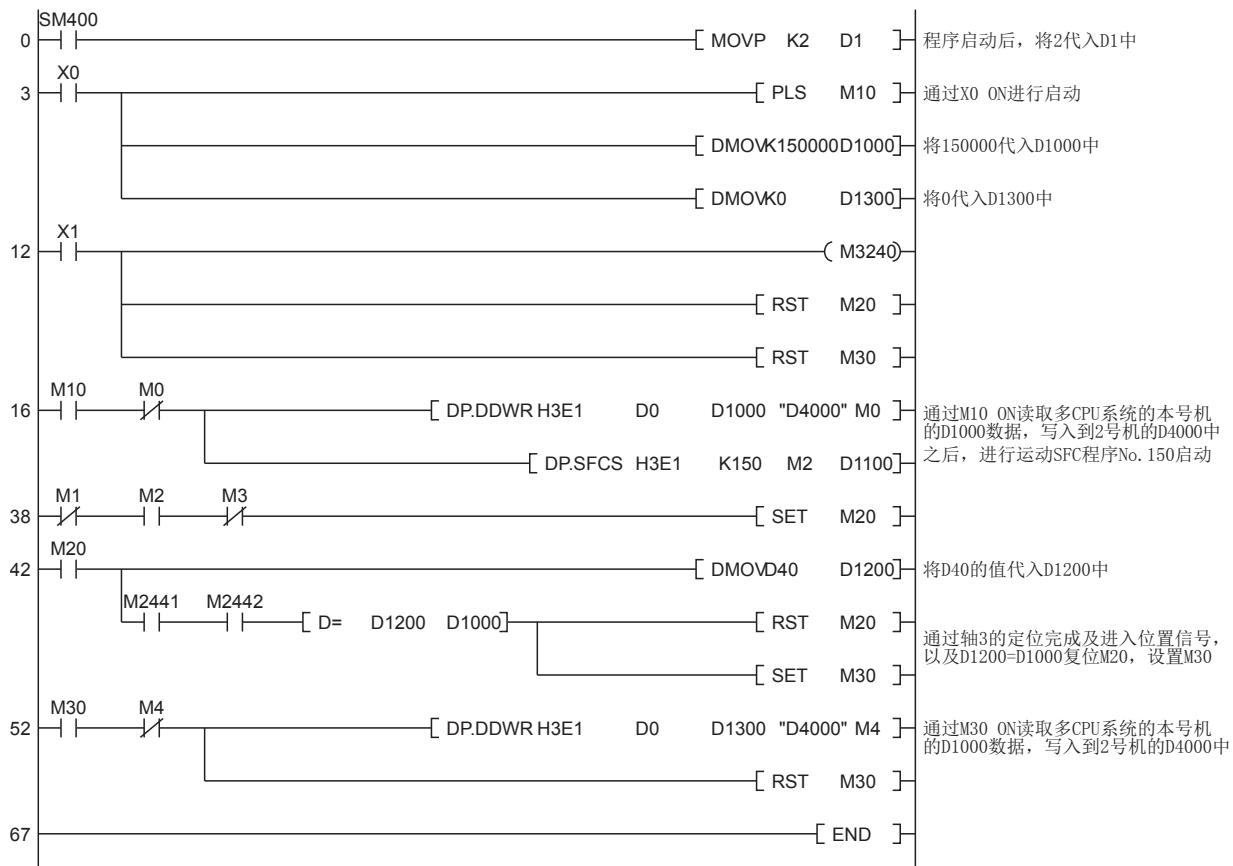 SM400
0 MOVP K2 D1 程序启动后，将2代入D1中
X0
3 PLS M10 通过X0 ON进行启动
DMOVK150000D1000 将150000代入D1000中
DMOVK0 D1300 将0代入D1300中
X1
12 M3240
RST M20
RST M30
M10 M0
16 DP.DDWR H3E1 D0 D1000 "D4000" M0 通过M10 ON读取多CPU系统的本号机
的D1000数据，写入到2号机的D4000中
DP.SFCS H3E1 K150 M2 D1100 之后，进行运动SFC程序No.150启动
M1 M2 M3
38 SET M20
M20
42 DMOVD40 D1200 将D40的值代入D1200中
M2441 M2442
D= D1200 D1000 RST M20
通过轴3的定位完成及进入位置信号，
以及D1200=D1000复位M20，设置M30
SET M30
M30 M4
52 DP.DDWR H3E1 D0 D1300 "D4000" M4 通过M30 ON读取多CPU系统的本号机
的D1000数据，写入到2号机的D4000中
RST M30
67 END